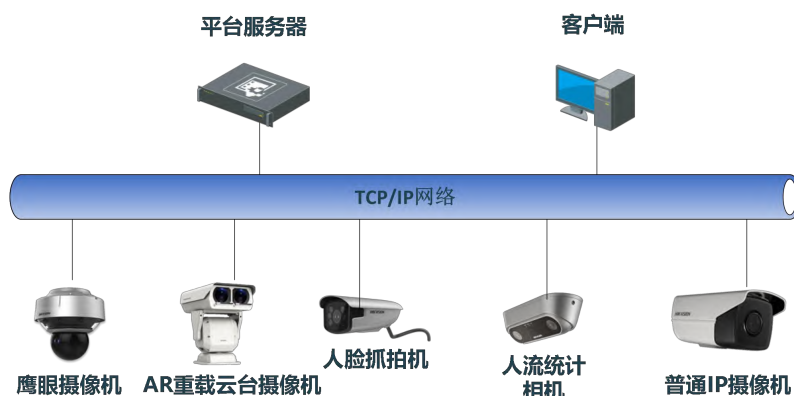 平台服务器
客户端
TCP/IP网络
人脸抓拍机
人流统计
相机
鹰眼摄像机
AR重载云台摄像机
普通IP摄像机